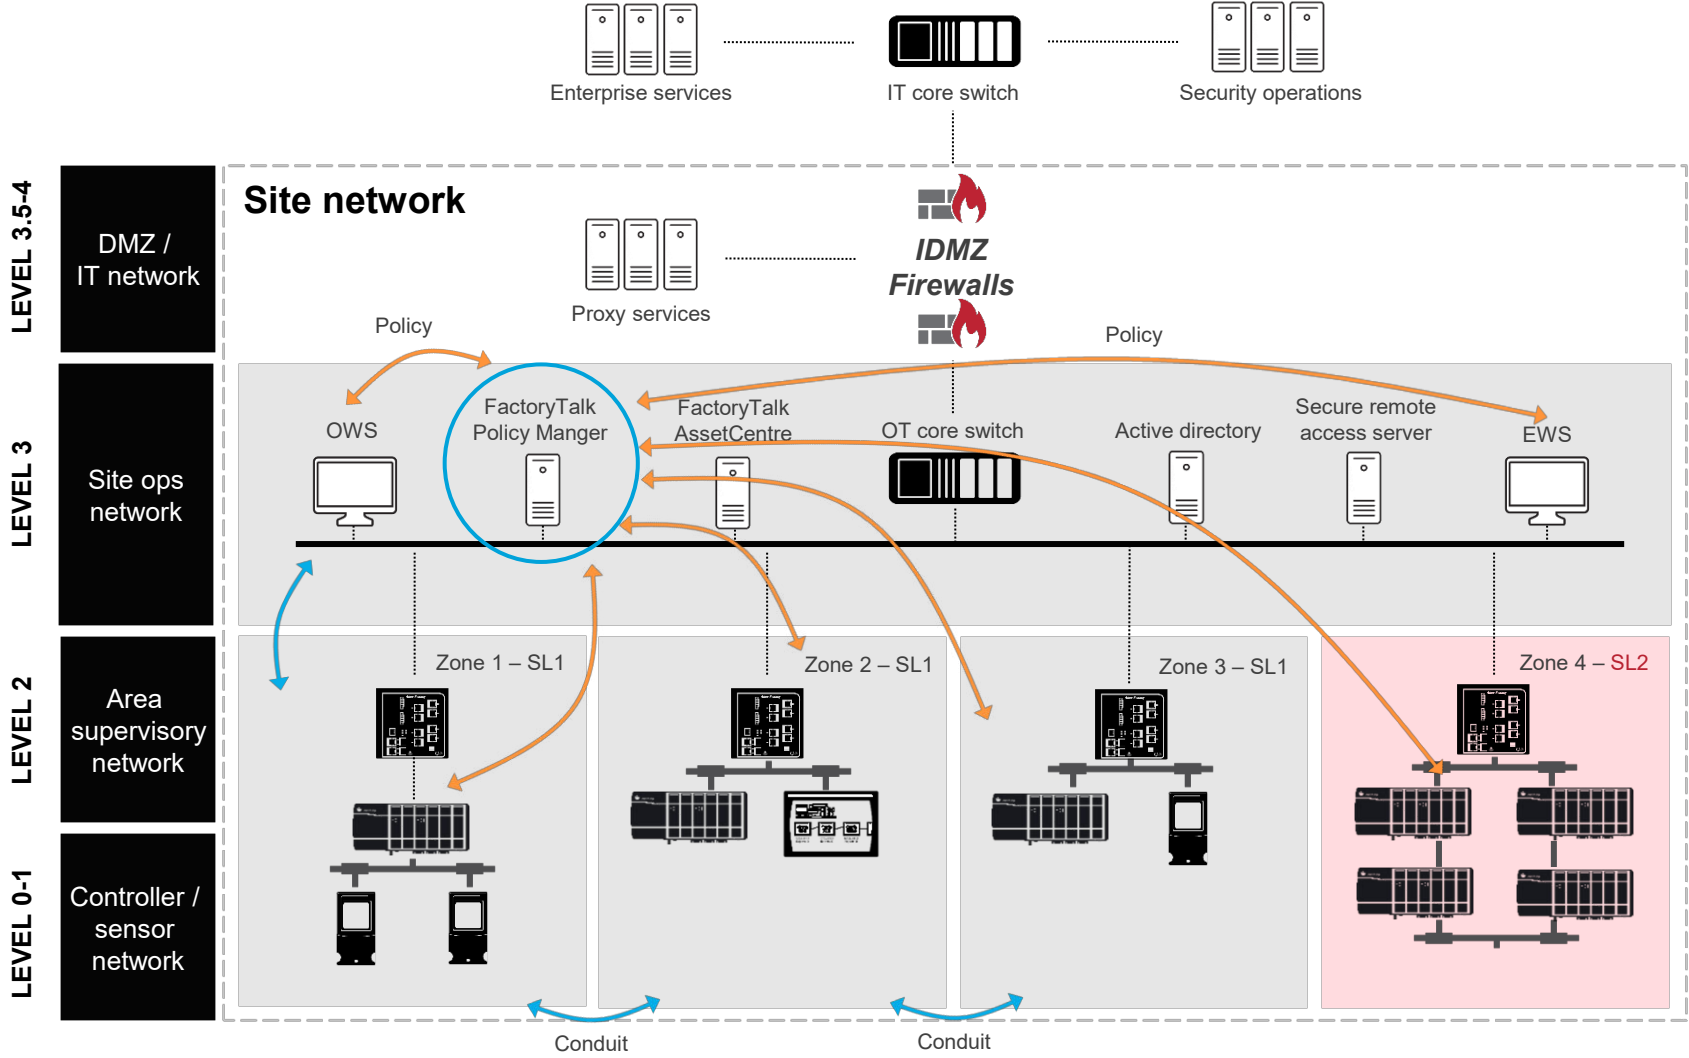 Enterprise services
IT core switch
Security operations
LEVEL 3.5-4
DMZ /
IT network
Site network
IDMZ
Firewalls
Proxy services
Policy
Policy
LEVEL 3
Site ops
network
OWS
FactoryTalk
Policy Manger
FactoryTalk
AssetCentre
OT core switch
Active directory
Secure remote
access server
EWS
LEVEL 2
Area
supervisory
network
Zone 1 – SL1
Zone 2 – SL1
Zone 3 – SL1
Zone 4 – SL2
LEVEL 0-1
Controller /
sensor
network
Conduit
Conduit